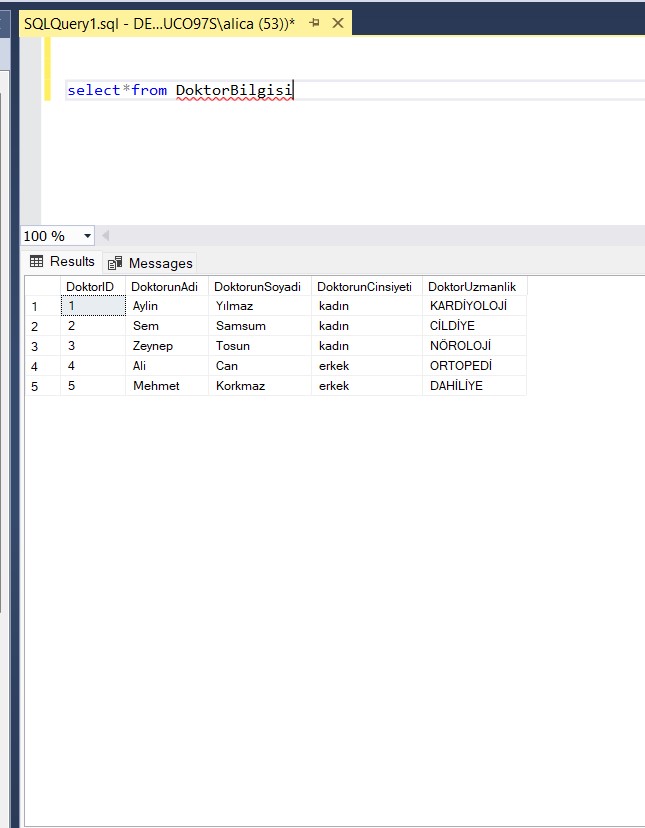 SQLQuery1.sql - DE...UCO97S\alica (53))*
select*from DoktorBilgisi
100 %
Results Messages
DoktorID DoktorunAdi DoktorunSoyadi DoktorunCinsiyeti DoktorUzmanlik
1 1 Aylin Yılmaz kadın KARDİYOLOJİ
2 2 Sem Samsum kadın CİLDİYE
3 3 Zeynep Tosun kadın NÖROLOJİ
4 4 Ali Can erkek ORTOPEDİ
5 5 Mehmet Korkmaz erkek DAHİLİYE